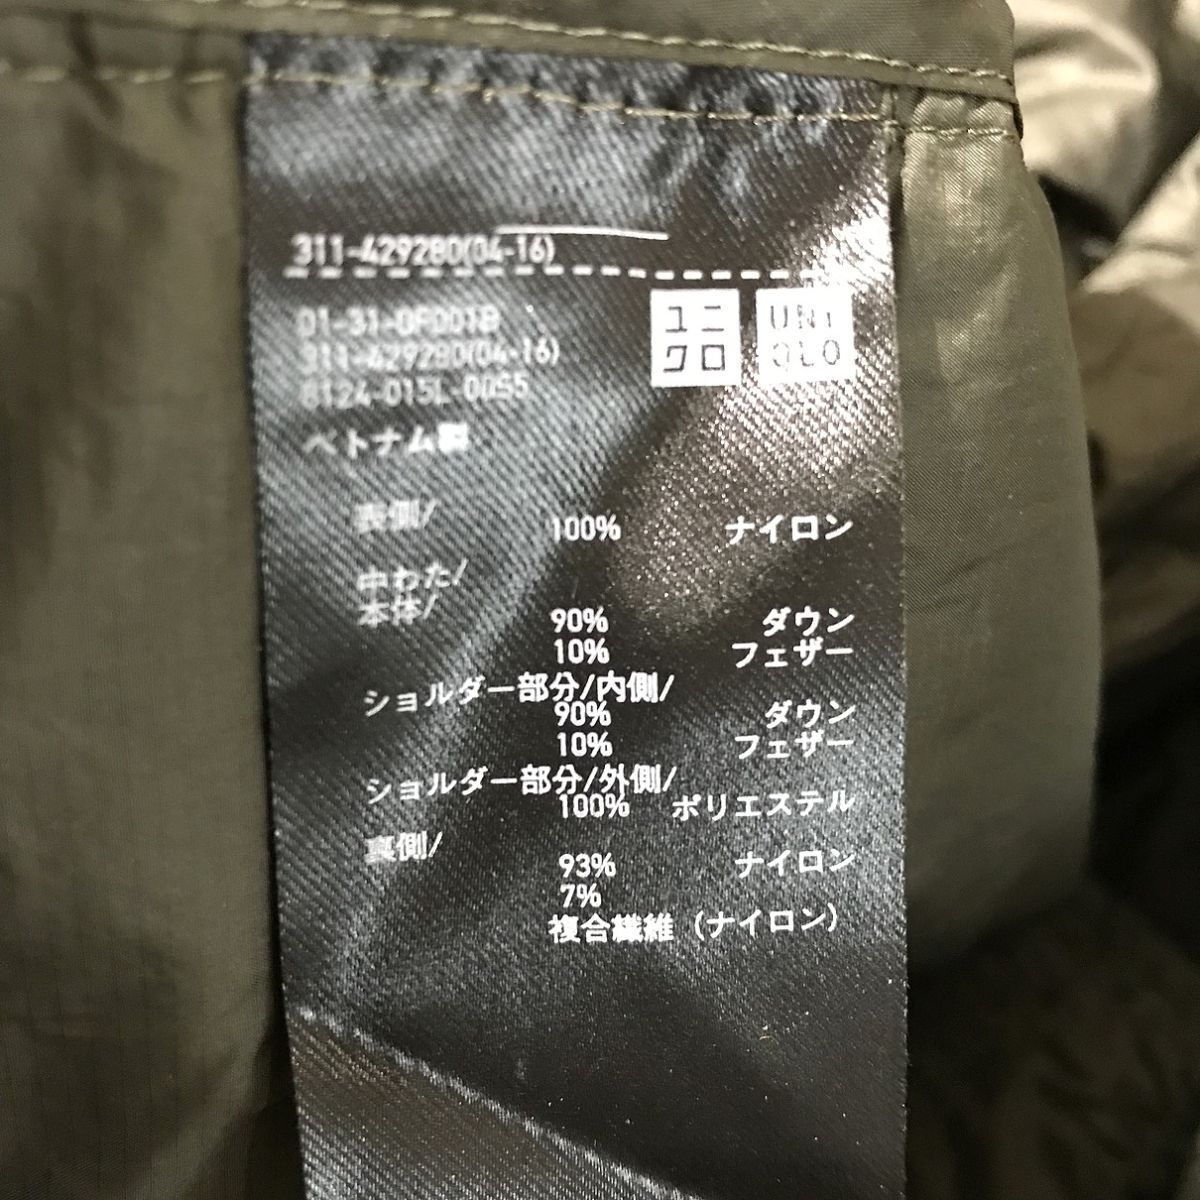 311-429280(04-16)
ユニ
クロ
UNI
QLO
01-31-0F001B
311-429280(04-16)
8124-015L-00S5
ベトナム製
表側/
100% ナイロン
中わた/
本体/
90% ダウン
10% フェザー
ショルダー部分/内側/
90% ダウン
10% フェザー
ショルダー部分/外側/
100% ポリエステル
裏側/
93% ナイロン
7%
複合繊維(ナイロン)